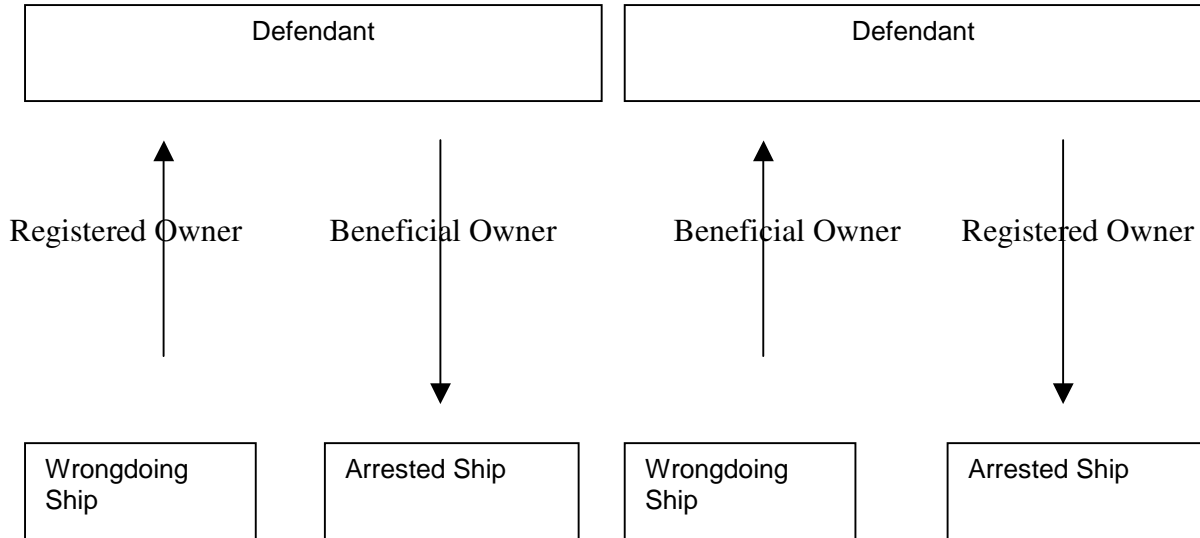 Defendant
Defendant
Registered Owner
Beneficial Owner
Beneficial Owner
Registered Owner
Wrongdoing
Ship
Arrested Ship
Wrongdoing
Ship
Arrested Ship